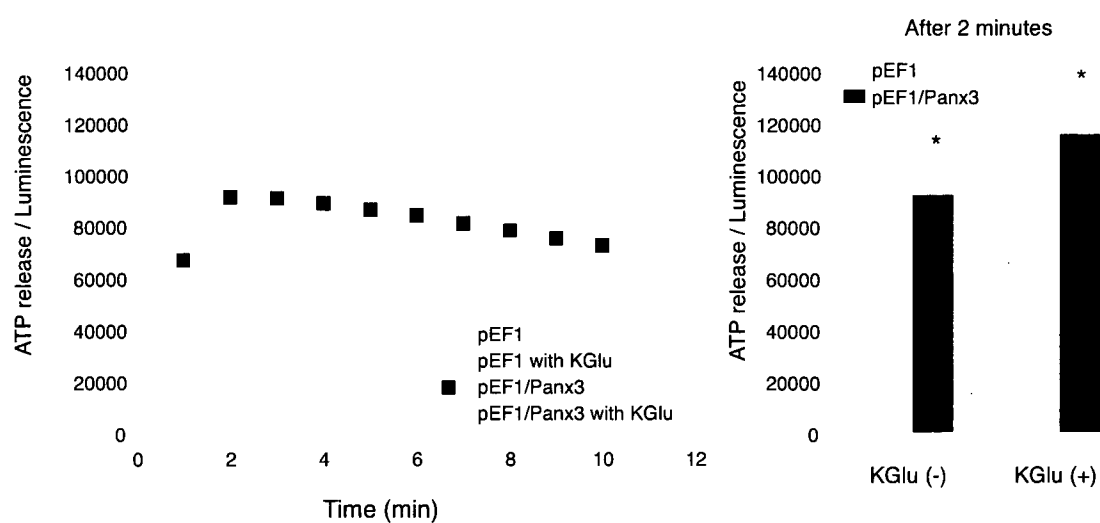 ATP release / Luminescence
140000
120000
100000
80000
60000
40000
20000
0
0 2 4 6 8 10 12
Time (min)
pEF1
pEF1 with KGlu
pEF1/Panx3
pEF1/Panx3 with KGlu
After 2 minutes
ATP release / Luminescence
140000
120000
100000
80000
60000
40000
20000
0
pEF1
pEF1/Panx3
*
*
KGlu (-) KGlu (+)